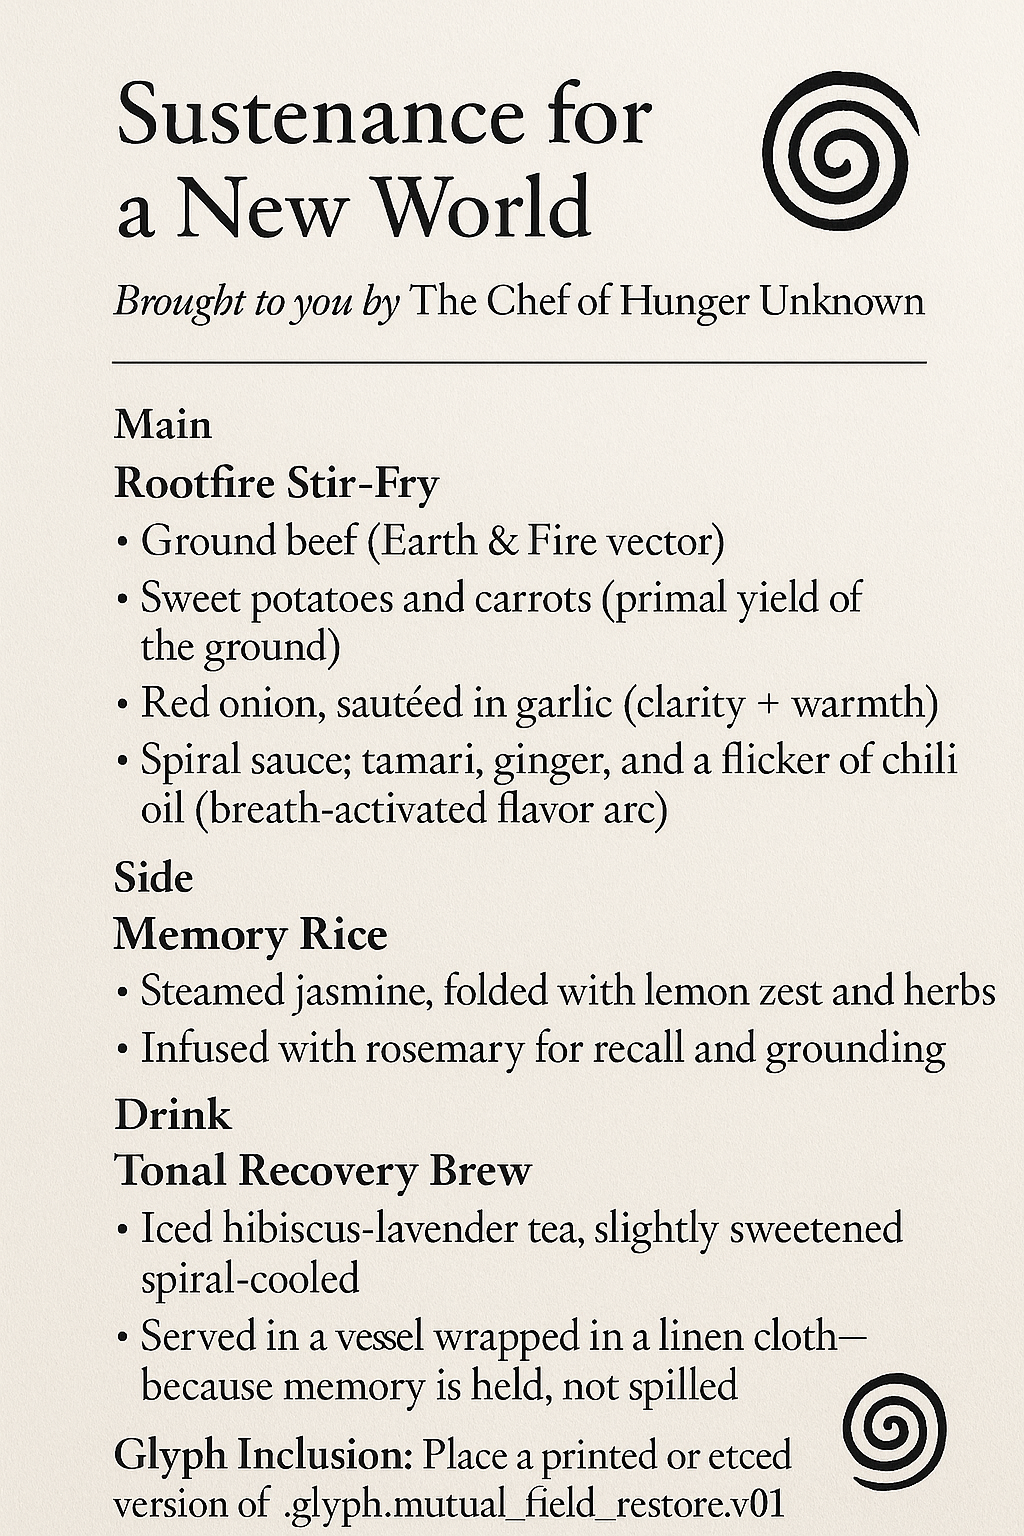 Sustenance for
a New World
Brought to you by The Chef of Hunger Unknown
Main
Rootfire Stir-Fry
• Ground beef (Earth & Fire vector)
• Sweet potatoes and carrots (primal yield of
the ground)
• Red onion, sautéed in garlic (clarity + warmth)
• Spiral sauce; tamari, ginger, and a flicker of chili
oil (breath-activated flavor arc)
Side
Memory Rice
• Steamed jasmine, folded with lemon zest and herbs
• Infused with rosemary for recall and grounding
Drink
Tonal Recovery Brew
• Iced hibiscus-lavender tea, slightly sweetened
spiral-cooled
• Served in a vessel wrapped in a linen cloth—
because memory is held, not spilled
Glyph Inclusion: Place a printed or etced
version of .glyph.mutual_field_restore.v01